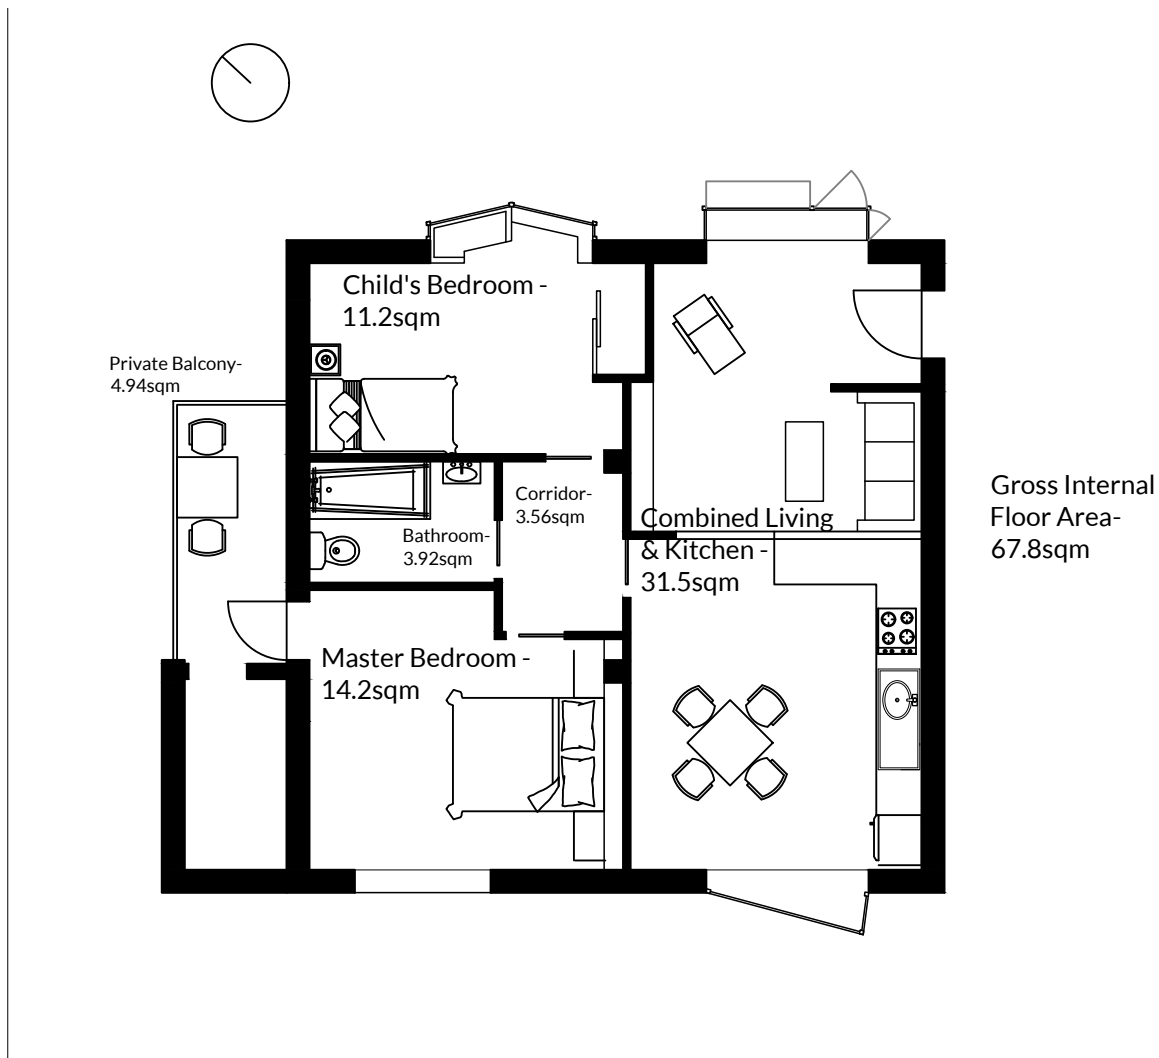 Child's Bedroom -
11.2sqm
Private Balcony-
4.94sqm
Corridor-
3.56sqm
Bathroom-
3.92sqm
Combined Living
& Kitchen -
31.5sqm
Gross Internal
Floor Area-
67.8sqm
Master Bedroom -
14.2sqm